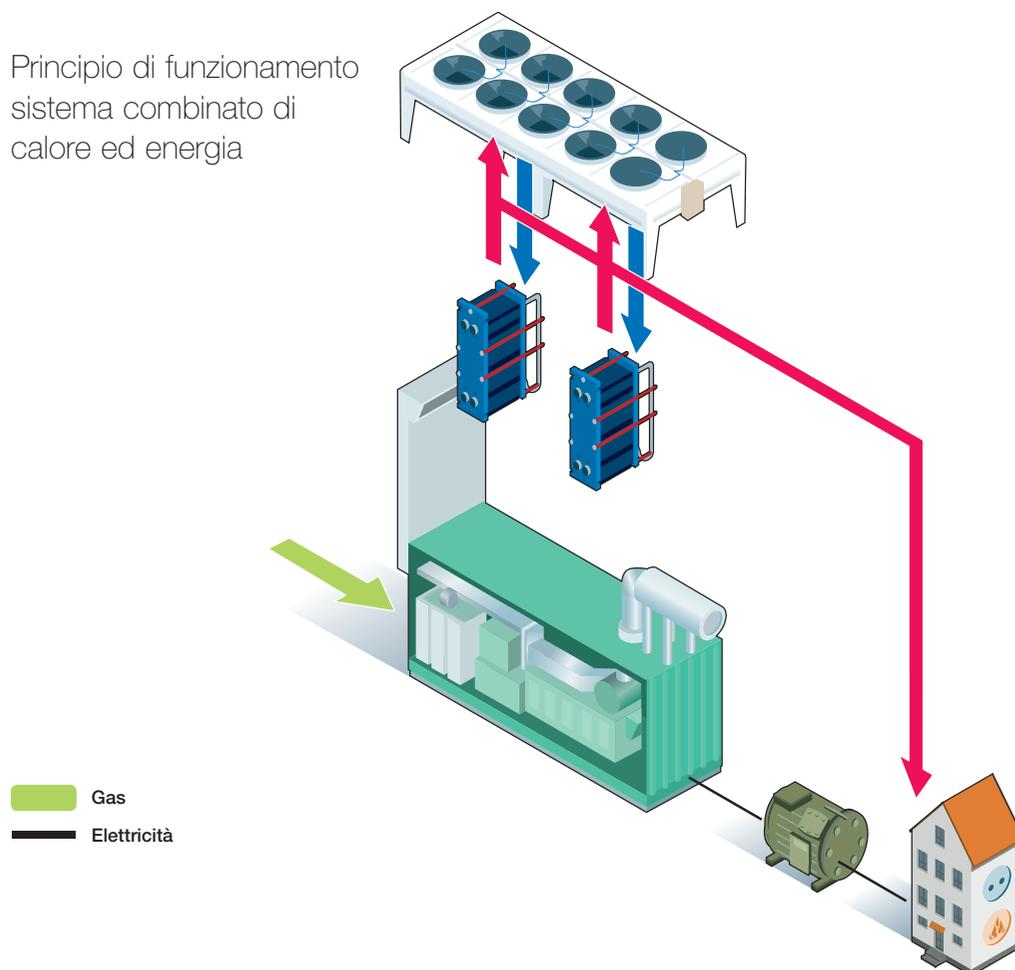 Principio di funzionamento
sistema combinato di
calore ed energia
Gas
Elettricità